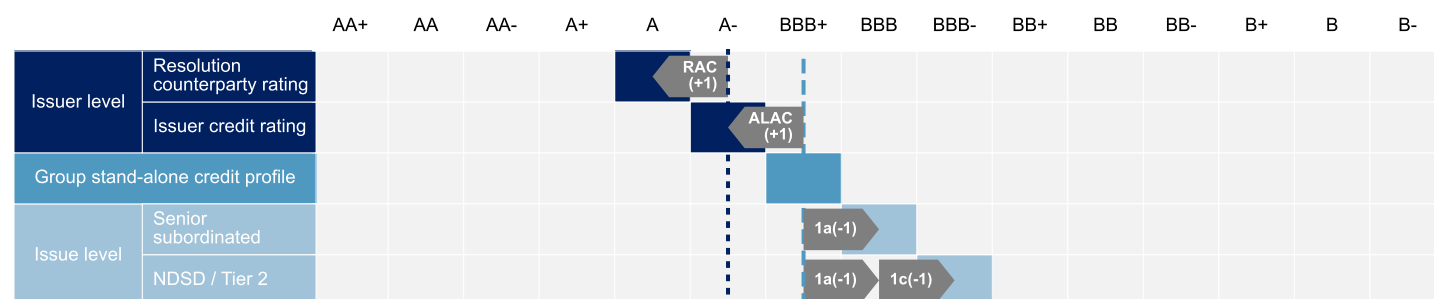 AA+ AA AA- A+ A A- BBB+ BBB BBB- BB+ BB BB- B+ B B-
Issuer level
Resolution
counterparty rating
RAC
(+1)
Issuer credit rating
ALAC
(+1)
Group stand-alone credit profile
Issue level
Senior
subordinated
1a(-1)
NDSD / Tier 2
1a(-1) 1c(-1)